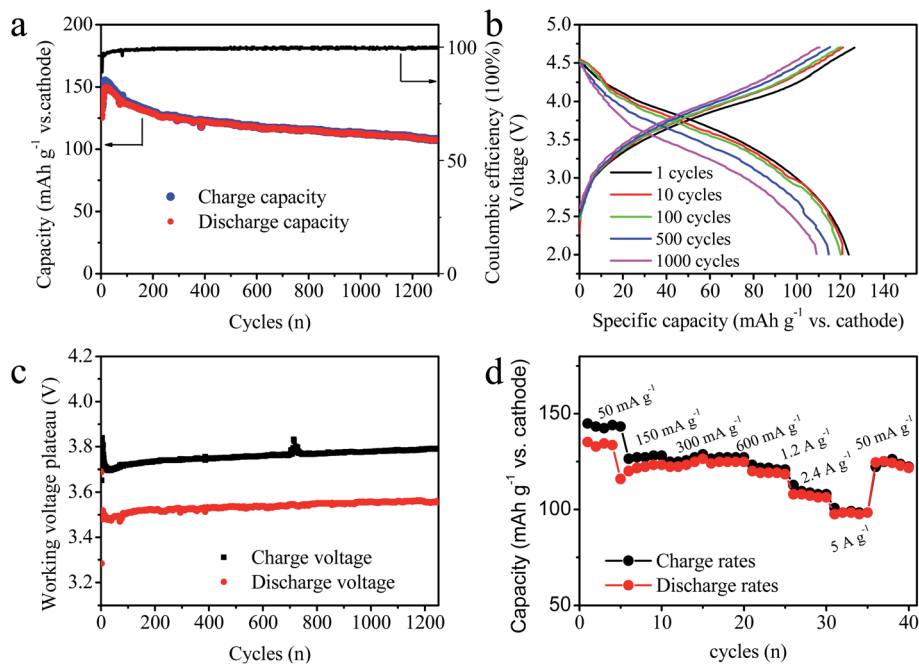 a
200
150
100
50
0
Capacity (mAh g⁻¹ vs.cathode)
100
50
0
Coulombic efficiency (100%)
Charge capacity
Discharge capacity
0 200 400 600 800 1000 1200
Cycles (n)
b
5.0
4.5
4.0
3.5
3.0
2.5
2.0
1.5
Voltage (V)
1 cycles
10 cycles
100 cycles
500 cycles
1000 cycles
0 20 40 60 80 100 120 140
Specific capacity (mAh g⁻¹ vs. cathode)
c
4.2
4.0
3.8
3.6
3.4
3.2
Working voltage plateau (V)
Charge voltage
Discharge voltage
0 200 400 600 800 1000 1200
Cycles (n)
d
200
150
100
50
Capacity (mAh g⁻¹ vs. cathode)
50 mA g⁻¹
150 mA g⁻¹
300 mA g⁻¹
600 mA g⁻¹
1.2 A g⁻¹
2.4 A g⁻¹
5 A g⁻¹
50 mA g⁻¹
Charge rates
Discharge rates
0 10 20 30 40
cycles (n)